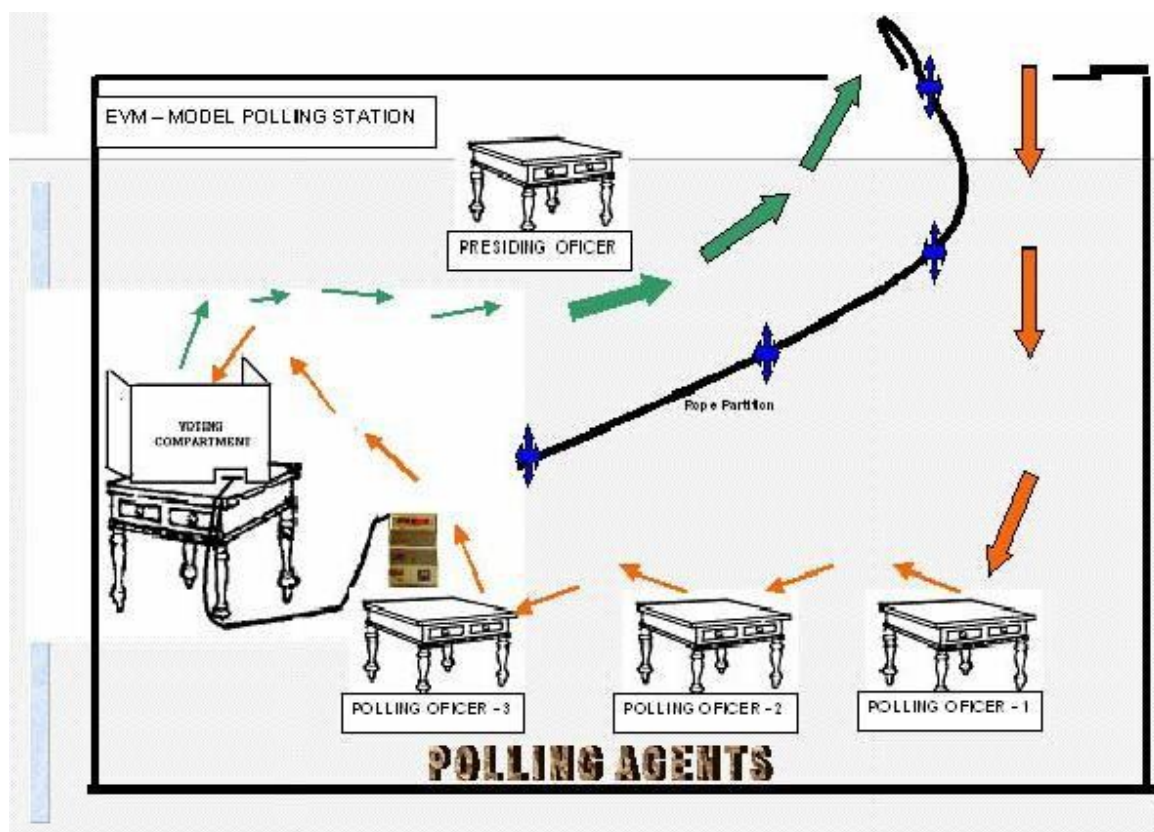 EVM – MODEL POLLING STATION
PRESIDING OFICER
VOTING
COMPARTMENT
Rope Partition
POLLING OFICER -3
POLLING OFICER -2
POLLING OFICER - 1
POLLING AGENTS